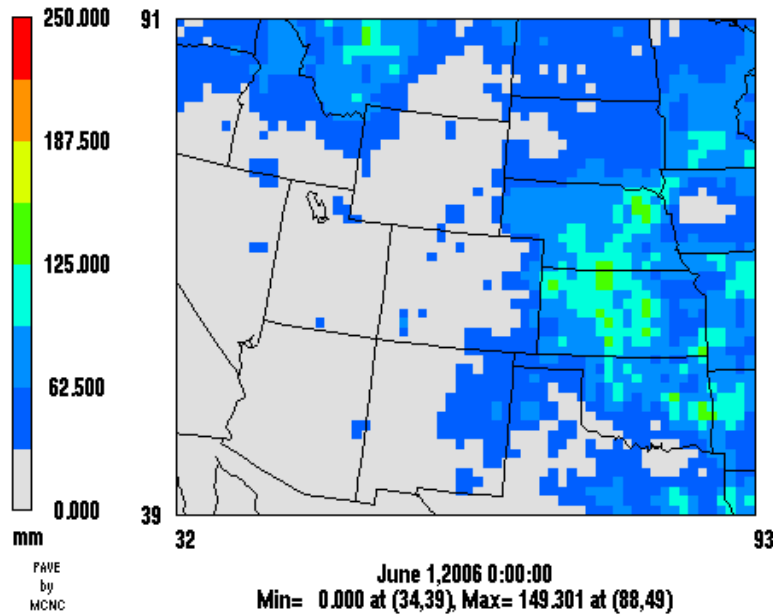 250.000
187.500
125.000
62.500
0.000
mm
PAVE
by
MCNC
91
39
32
93
June 1,2006 0:00:00
Min= 0.000 at (34,39), Max= 149.301 at (88,49)